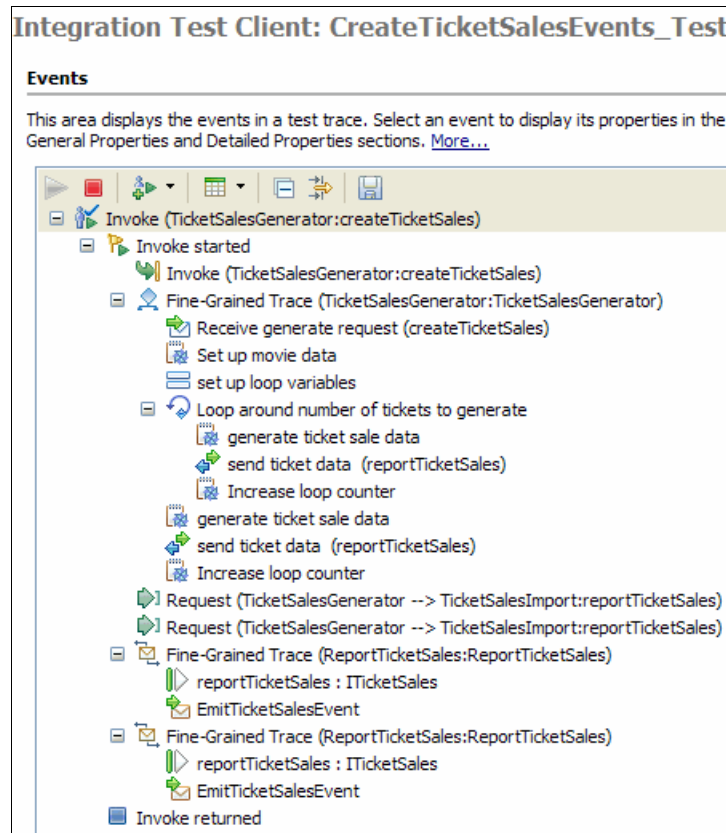 Integration Test Client: CreateTicketSalesEvents_Test
Events
This area displays the events in a test trace. Select an event to display its properties in the
General Properties and Detailed Properties sections. More...
Invoke (TicketSalesGenerator:createTicketSales)
Invoke started
Invoke (TicketSalesGenerator:createTicketSales)
Fine-Grained Trace (TicketSalesGenerator:TicketSalesGenerator)
Receive generate request (createTicketSales)
Set up movie data
set up loop variables
Loop around number of tickets to generate
generate ticket sale data
send ticket data (reportTicketSales)
Increase loop counter
generate ticket sale data
send ticket data (reportTicketSales)
Increase loop counter
Request (TicketSalesGenerator --> TicketSalesImport:reportTicketSales)
Request (TicketSalesGenerator --> TicketSalesImport:reportTicketSales)
Fine-Grained Trace (ReportTicketSales:ReportTicketSales)
reportTicketSales : ITicketSales
EmitTicketSalesEvent
Fine-Grained Trace (ReportTicketSales:ReportTicketSales)
reportTicketSales : ITicketSales
EmitTicketSalesEvent
Invoke returned